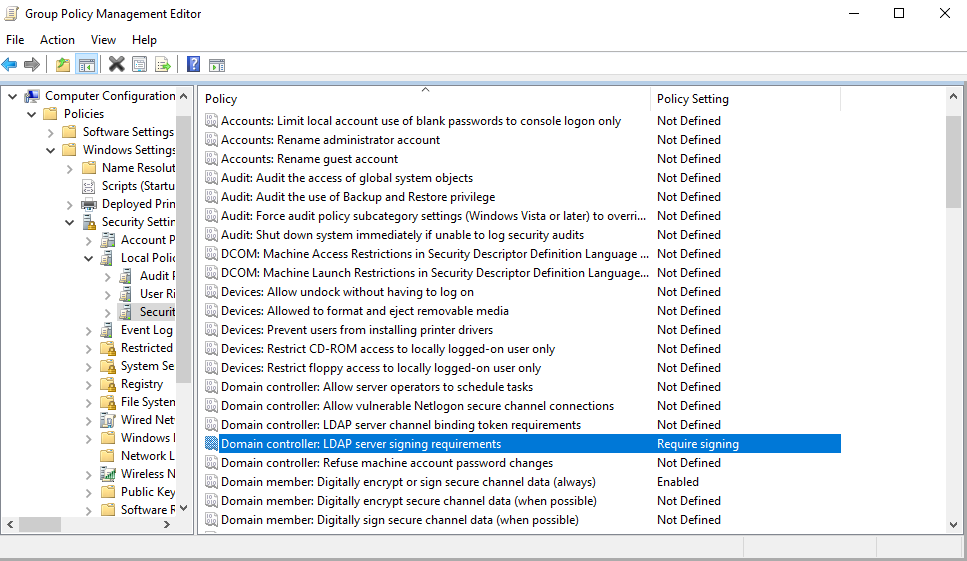 Group Policy Management Editor
File Action View Help
Computer Configuration
Policies
Software Settings
Windows Settings
Name Resolut
Scripts (Startu
Deployed Prin
Security Settin
Account P
Local Polic
Audit P
User Ri
Securit
Event Log
Restricted
System Se
Registry
File System
Wired Net
Windows
Network L
Wireless N
Public Key
Software R
Policy Policy Setting
Accounts: Limit local account use of blank passwords to console logon only Not Defined
Accounts: Rename administrator account Not Defined
Accounts: Rename guest account Not Defined
Audit: Audit the access of global system objects Not Defined
Audit: Audit the use of Backup and Restore privilege Not Defined
Audit: Force audit policy subcategory settings (Windows Vista or later) to overri... Not Defined
Audit: Shut down system immediately if unable to log security audits Not Defined
DCOM: Machine Access Restrictions in Security Descriptor Definition Language ... Not Defined
DCOM: Machine Launch Restrictions in Security Descriptor Definition Language... Not Defined
Devices: Allow undock without having to log on Not Defined
Devices: Allowed to format and eject removable media Not Defined
Devices: Prevent users from installing printer drivers Not Defined
Devices: Restrict CD-ROM access to locally logged-on user only Not Defined
Devices: Restrict floppy access to locally logged-on user only Not Defined
Domain controller: Allow server operators to schedule tasks Not Defined
Domain controller: Allow vulnerable Netlogon secure channel connections Not Defined
Domain controller: LDAP server channel binding token requirements Not Defined
Domain controller: LDAP server signing requirements Require signing
Domain controller: Refuse machine account password changes Not Defined
Domain member: Digitally encrypt or sign secure channel data (always) Enabled
Domain member: Digitally encrypt secure channel data (when possible) Not Defined
Domain member: Digitally sign secure channel data (when possible) Not Defined